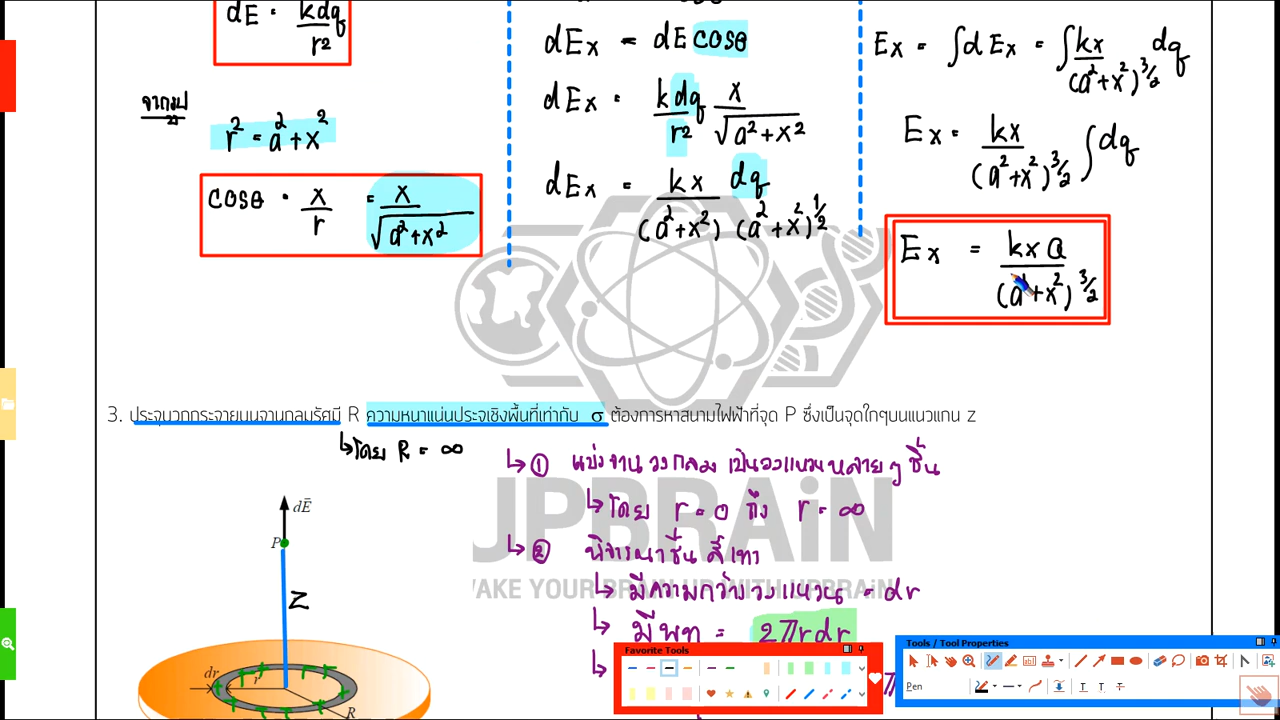 dE = kdq / r²
จากรูป
r² = a² + x²
cosθ = x / r = x / √a² + x²
dEx = dE cosθ
dEx = k dq / r² x / √a² + x²
dEx = kx dq / (a² + x²) (a² + x²)^1/2
Ex = ∫dEx = ∫ kx / (a² + x²)^3/2 dq
Ex = kx / (a² + x²)^3/2 ∫dq
Ex = kxQ / (a² + x²)^3/2
3. ประจุบวกกระจายบนจานกลมรัศมี R ความหนาแน่นประจุเชิงพื้นที่เท่ากับ σ ต้องการหาสนามไฟฟ้าที่จุด P ซึ่งเป็นจุดใกๆบนแนวแกน z
↳ โดย R = ∞
↳ ① แบ่งจานวงกลม เป็นวงแหวนหลายๆ ชิ้น
↳ โดย r = 0 ถึง r = ∞
↳ ② พิจารณาชิ้นสีเทา
↳ มีความกว้างวงแหวน = dr
↳ มี พท = 2πrdr
dE
P
Z
dr
r
R
UPBRAiN
WAKE YOUR BRAIN UP WITH UPBRAiN
Favorite Tools
Tools / Tool Properties
Pen